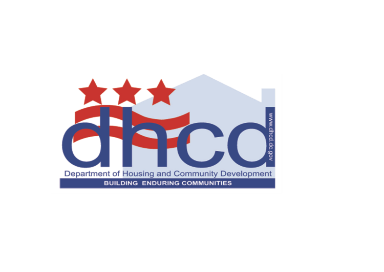 dhcd
www.dhcd.dc.gov
Department of Housing and Community Development
BUILDING ENDURING COMMUNITIES